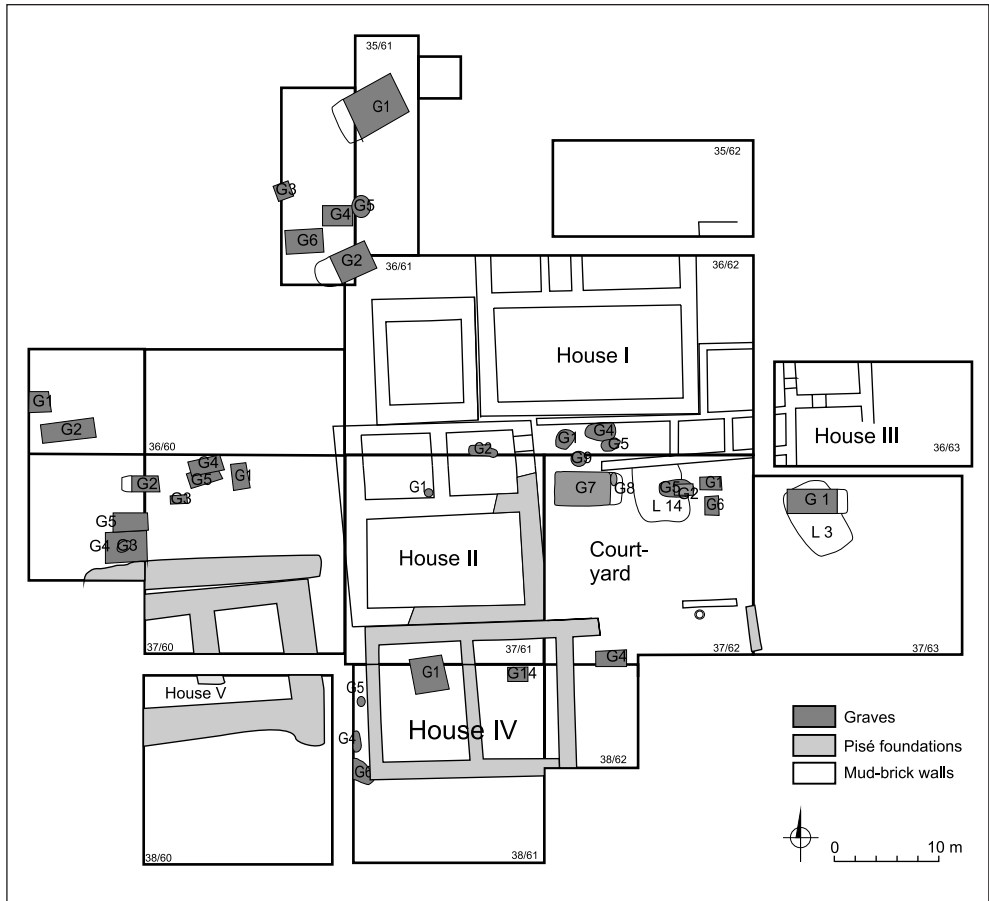 35/61
G1
35/62
G3
G5
G4
G6
G2
36/61
36/62
House I
G1
G2
36/60
G1
G4
G5
G2
G9
House III
36/63
G4
G2
G5
G1
G3
G1
G7
G8
G5
G2
G1
G6
L 14
G 1
L 3
G5
G4
G3
House II
Court-
yard
37/60
37/61
37/62
37/63
G4
House V
G5
G1
G14
House IV
G4
G6
38/62
38/60
38/61
Graves
Pisé foundations
Mud-brick walls
0 10 m